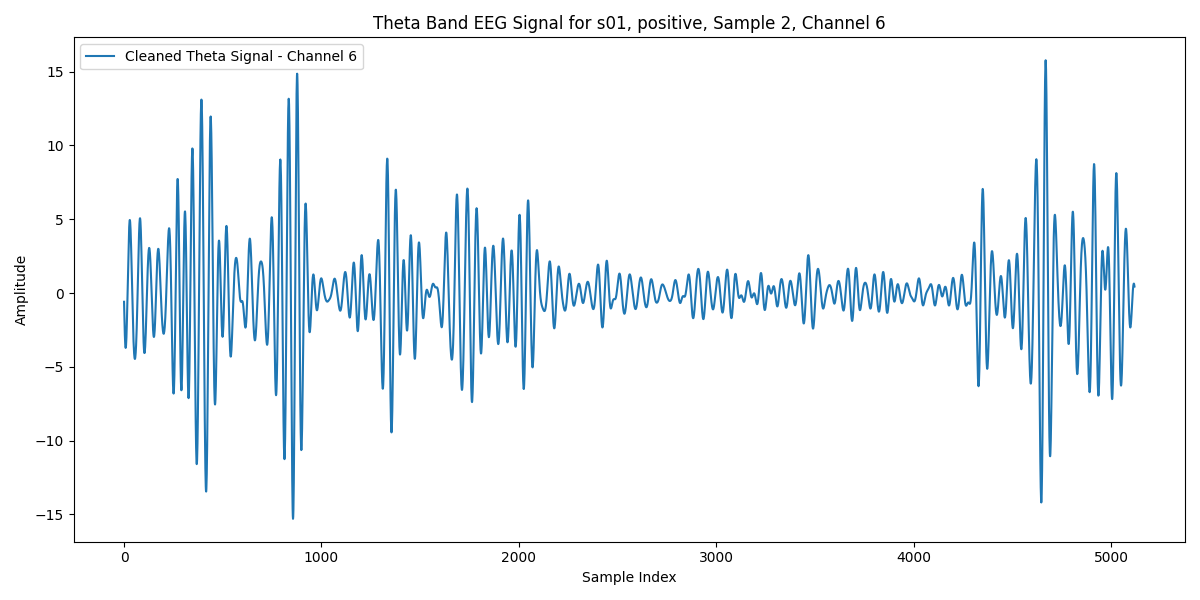 Theta Band EEG Signal for s01, positive, Sample 2, Channel 6
Cleaned Theta Signal - Channel 6
Amplitude
15
10
5
0
−5
−10
−15
0 1000 2000 3000 4000 5000
Sample Index